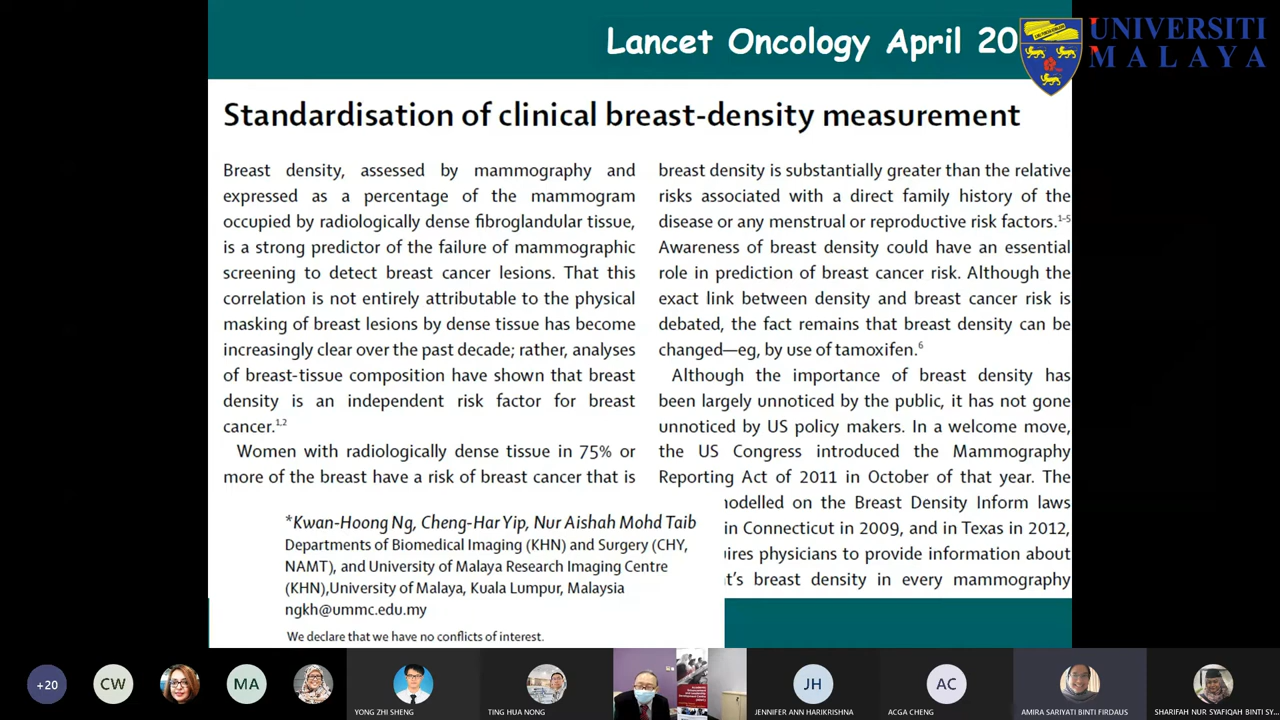 Lancet Oncology April 20
UNIVERSITI
MALAYA
Standardisation of clinical breast-density measurement
Breast density, assessed by mammography and
expressed as a percentage of the mammogram
occupied by radiologically dense fibroglandular tissue,
is a strong predictor of the failure of mammographic
screening to detect breast cancer lesions. That this
correlation is not entirely attributable to the physical
masking of breast lesions by dense tissue has become
increasingly clear over the past decade; rather, analyses
of breast-tissue composition have shown that breast
density is an independent risk factor for breast
cancer.1,2
Women with radiologically dense tissue in 75% or
more of the breast have a risk of breast cancer that is
breast density is substantially greater than the relative
risks associated with a direct family history of the
disease or any menstrual or reproductive risk factors.1–5
Awareness of breast density could have an essential
role in prediction of breast cancer risk. Although the
exact link between density and breast cancer risk is
debated, the fact remains that breast density can be
changed—eg, by use of tamoxifen.6
Although the importance of breast density has
been largely unnoticed by the public, it has not gone
unnoticed by US policy makers. In a welcome move,
the US Congress introduced the Mammography
Reporting Act of 2011 in October of that year. The
odelled on the Breast Density Inform laws
in Connecticut in 2009, and in Texas in 2012,
uires physicians to provide information about
t's breast density in every mammography
*Kwan-Hoong Ng, Cheng-Har Yip, Nur Aishah Mohd Taib
Departments of Biomedical Imaging (KHN) and Surgery (CHY,
NAMT), and University of Malaya Research Imaging Centre
(KHN),University of Malaya, Kuala Lumpur, Malaysia
ngkh@ummc.edu.my
We declare that we have no conflicts of interest.
+20
CW
MA
JH
AC
YONG ZHI SHENG
TING HUA NONG
JENNIFER ANN HARIKRISHNA
ACGA CHENG
AMIRA SARIYATI BINTI FIRDAUS
SHARIFAH NUR SYAFIQAH BINTI SY...